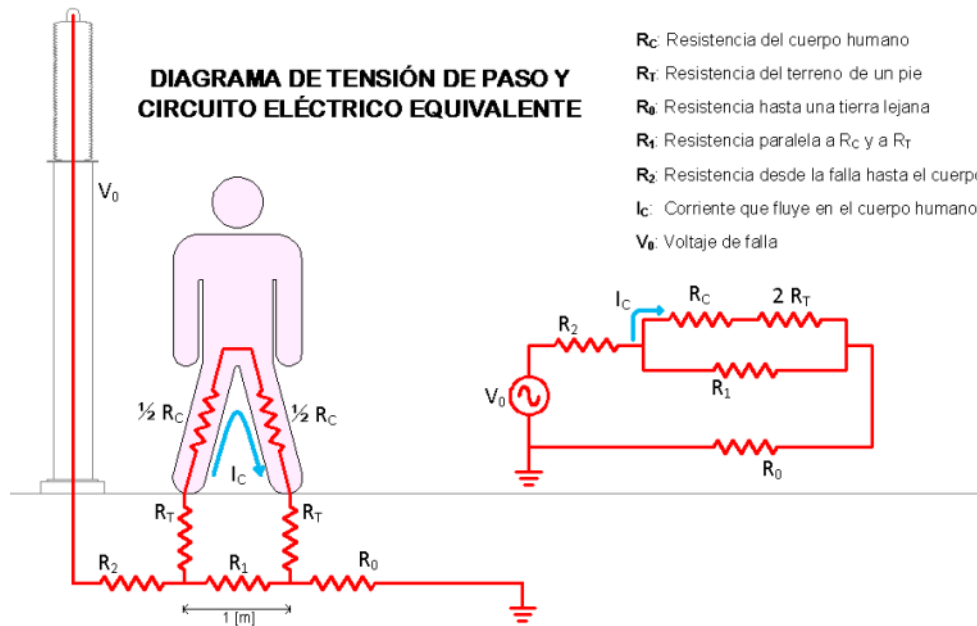 DIAGRAMA DE TENSIÓN DE PASO Y
CIRCUITO ELÉCTRICO EQUIVALENTE
R_C: Resistencia del cuerpo humano
R_T: Resistencia del terreno de un pie
R_0: Resistencia hasta una tierra lejana
R_1: Resistencia paralela a R_C y a R_T
R_2: Resistencia desde la falla hasta el cuerpo
I_C: Corriente que fluye en el cuerpo humano
V_0: Voltaje de falla
V_0
½ R_C
½ R_C
I_C
R_T
R_T
R_2
R_1
R_0
1 [m]
I_C
R_C
2 R_T
R_2
R_1
V_0
R_0